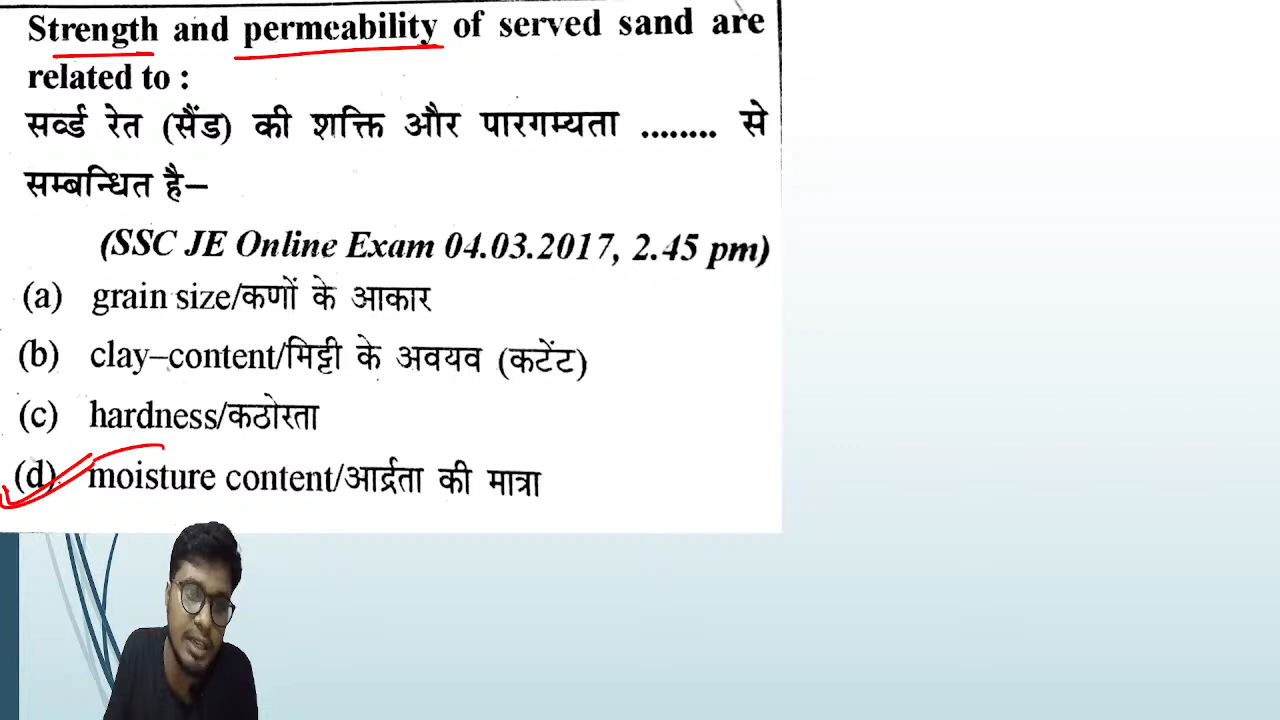 Strength and permeability of served sand are
related to :
सर्व्ड रेत (सैंड) की शक्ति और पारगम्यता ........ से
सम्बन्धित है–
(SSC JE Online Exam 04.03.2017, 2.45 pm)
(a) grain size/कणों के आकार
(b) clay–content/मिट्टी के अवयव (कटेंट)
(c) hardness/कठोरता
(d) moisture content/आर्द्रता की मात्रा